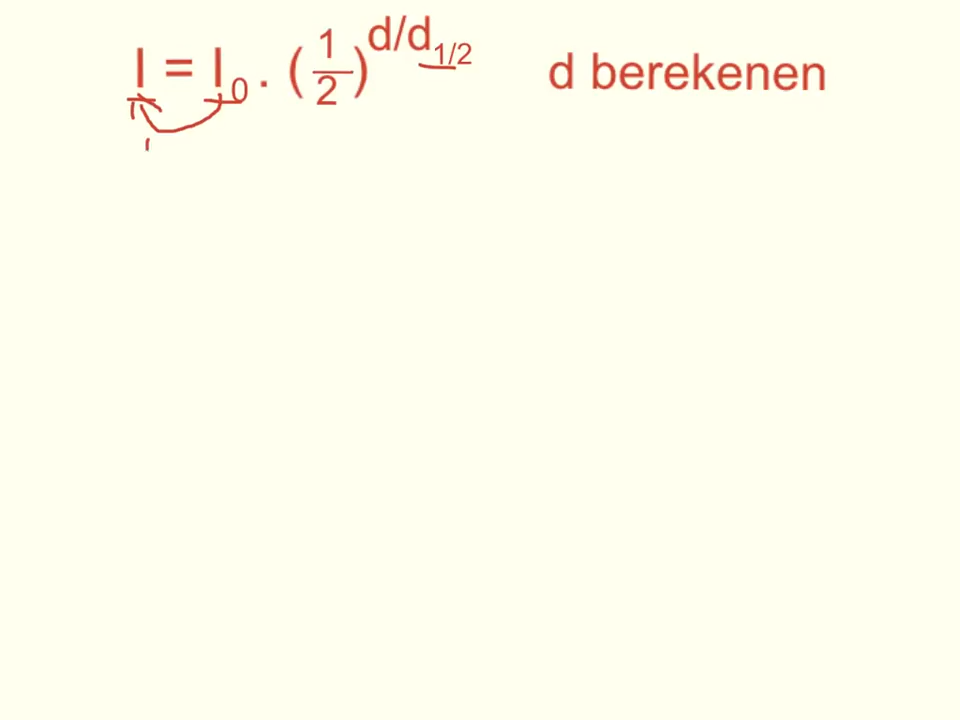 I = I₀ . (1/2)^d/d₁/₂ d berekenen